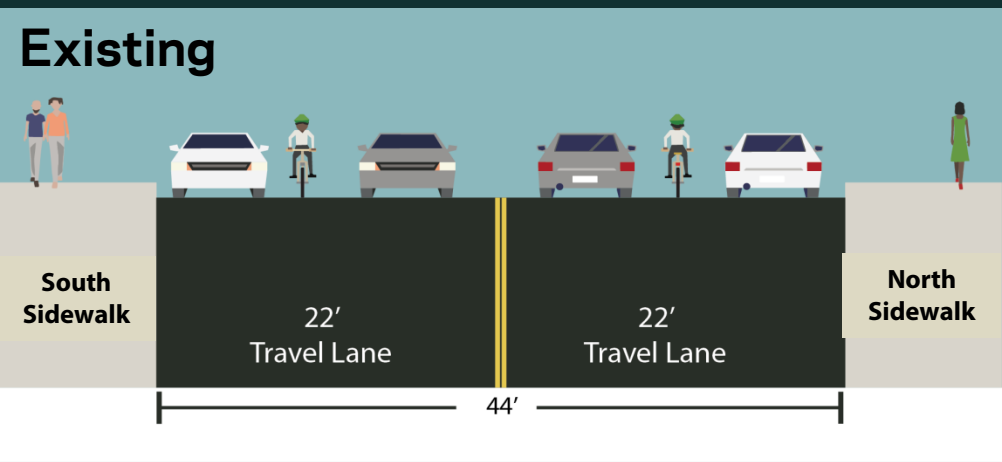 Existing
South
Sidewalk
22′
Travel Lane
22′
Travel Lane
North
Sidewalk
44′